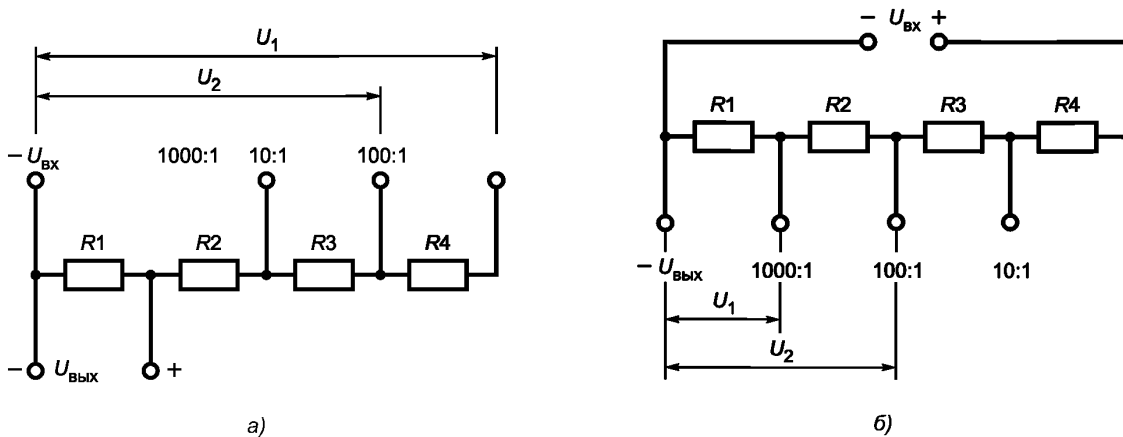 U₁
U₂
− Uвх 1000:1 10:1 100:1
R1 R2 R3 R4
− Uвых +
а)
− Uвх +
R1 R2 R3 R4
− Uвых 1000:1 100:1 10:1
U₁
U₂
б)